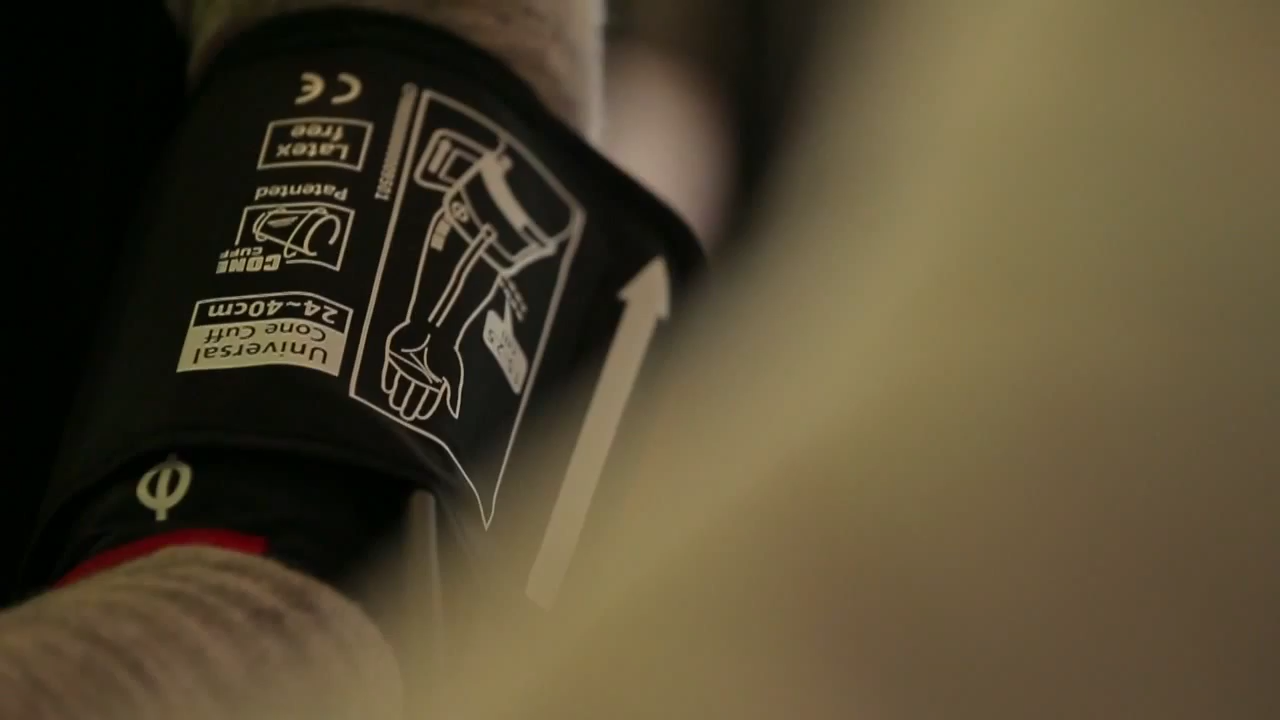 Universal
Cone Cuff
24~40cm
CONE
CUFF
Patented
Latex
free
CE